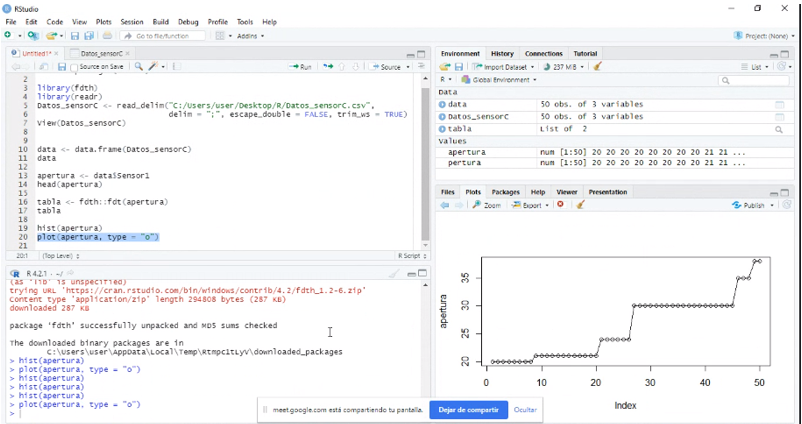 RStudio
File Edit Code View Plots Session Build Debug Profile Tools Help
Go to file/function Addins Project: (None)
Untitled1* Datos_sensorC
Source on Save Run Source
2
3 library(fdth)
4 library(readr)
5 Datos_sensorC <- read_delim("C:/Users/user/Desktop/R/Datos_sensorC.csv",
6 delim = ";", escape_double = FALSE, trim_ws = TRUE)
7 View(Datos_sensorC)
8
9
10 data <- data.frame(Datos_sensorC)
11 data
12
13 apertura <- data$Sensor1
14 head(apertura)
15
16 tabla <- fdth::fdt(apertura)
17 tabla
18
19 hist(apertura)
20 plot(apertura, type = "o")
21
20:1 (Top Level) R Script
R 4.2.1 · ~/
(as 'lib' is unspecified)
trying URL 'https://cran.rstudio.com/bin/windows/contrib/4.2/fdth_1.2-6.zip'
Content type 'application/zip' length 294808 bytes (287 KB)
downloaded 287 KB
package 'fdth' successfully unpacked and MD5 sums checked
The downloaded binary packages are in
C:\Users\user\AppData\Local\Temp\RtmpcItLyV\downloaded_packages
> hist(apertura)
> plot(apertura, type = "o")
> hist(apertura)
> hist(apertura)
> hist(apertura)
> plot(apertura, type = "o")
>
Environment History Connections Tutorial
Import Dataset 237 MiB List
R Global Environment
Data
data 50 obs. of 3 variables
Datos_sensorC 50 obs. of 3 variables
tabla List of 2
Values
apertura num [1:50] 20 20 20 20 20 20 20 20 21 21 ...
pertura num [1:50] 20 20 20 20 20 20 20 20 21 21 ...
Files Plots Packages Help Viewer Presentation
Zoom Export Publish
apertura
35
30
25
20
0 10 20 30 40 50
Index
meet.google.com está compartiendo tu pantalla. Dejar de compartir Ocultar